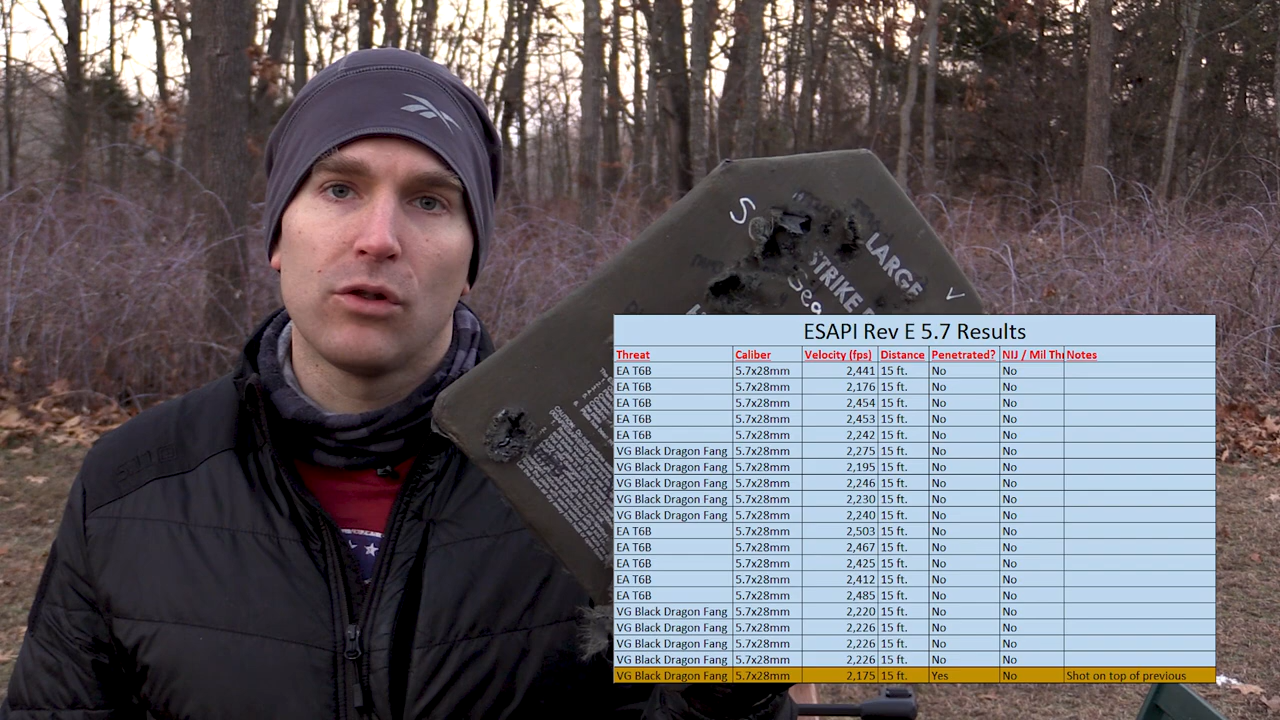 LARGE
STRIKE
ESAPI Rev E 5.7 Results
Threat Caliber Velocity (fps) Distance Penetrated? NIJ / Mil Thr Notes
EA T6B 5.7x28mm 2,441 15 ft. No No
EA T6B 5.7x28mm 2,176 15 ft. No No
EA T6B 5.7x28mm 2,454 15 ft. No No
EA T6B 5.7x28mm 2,453 15 ft. No No
EA T6B 5.7x28mm 2,242 15 ft. No No
VG Black Dragon Fang 5.7x28mm 2,275 15 ft. No No
VG Black Dragon Fang 5.7x28mm 2,195 15 ft. No No
VG Black Dragon Fang 5.7x28mm 2,246 15 ft. No No
VG Black Dragon Fang 5.7x28mm 2,230 15 ft. No No
VG Black Dragon Fang 5.7x28mm 2,240 15 ft. No No
EA T6B 5.7x28mm 2,503 15 ft. No No
EA T6B 5.7x28mm 2,467 15 ft. No No
EA T6B 5.7x28mm 2,425 15 ft. No No
EA T6B 5.7x28mm 2,412 15 ft. No No
EA T6B 5.7x28mm 2,485 15 ft. No No
VG Black Dragon Fang 5.7x28mm 2,220 15 ft. No No
VG Black Dragon Fang 5.7x28mm 2,226 15 ft. No No
VG Black Dragon Fang 5.7x28mm 2,226 15 ft. No No
VG Black Dragon Fang 5.7x28mm 2,226 15 ft. No No
VG Black Dragon Fang 5.7x28mm 2,175 15 ft. Yes No Shot on top of previous